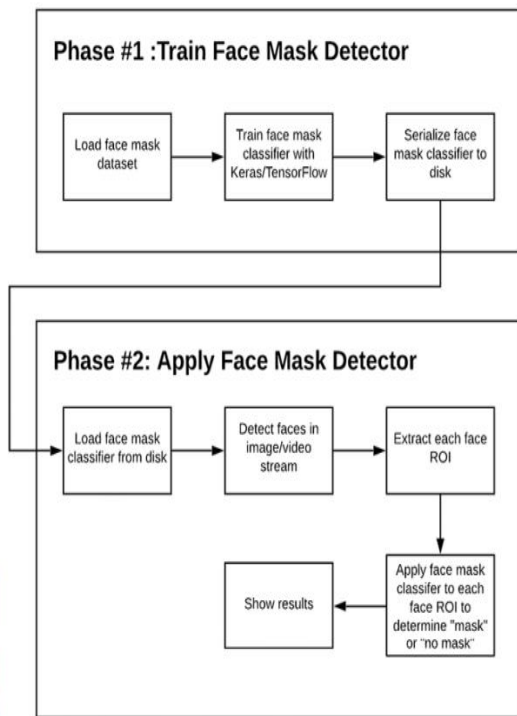 Phase #1 :Train Face Mask Detector
Load face mask
dataset
Train face mask
classifier with
Keras/TensorFlow
Serialize face
mask classifier to
disk
Phase #2: Apply Face Mask Detector
Load face mask
classifier from disk
Detect faces in
image/video
stream
Extract each face
ROI
Apply face mask
classifer to each
face ROI to
determine "mask"
or "no mask"
Show results